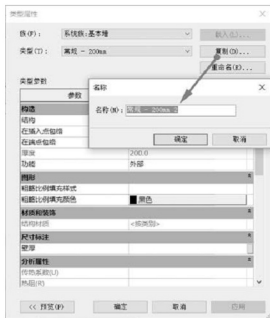 类型属性
族(F): 系统族:基本墙 载入(L)...
类型(T): 常规 - 200mm 复制(D)...
重命名(R)...
类型参数
参数
名称
名称(N): 常规 - 200mm 2
确定 取消
构造
结构
在插入点包络
在端点包络
厚度 200.0
功能 外部
图形
粗略比例填充样式
粗略比例填充颜色 黑色
材质和装饰
结构材质 <按类别>
尺寸标注
壁厚
分析属性
传热系数(U)
热阻(R)
<< 预览(P) 确定 取消 应用